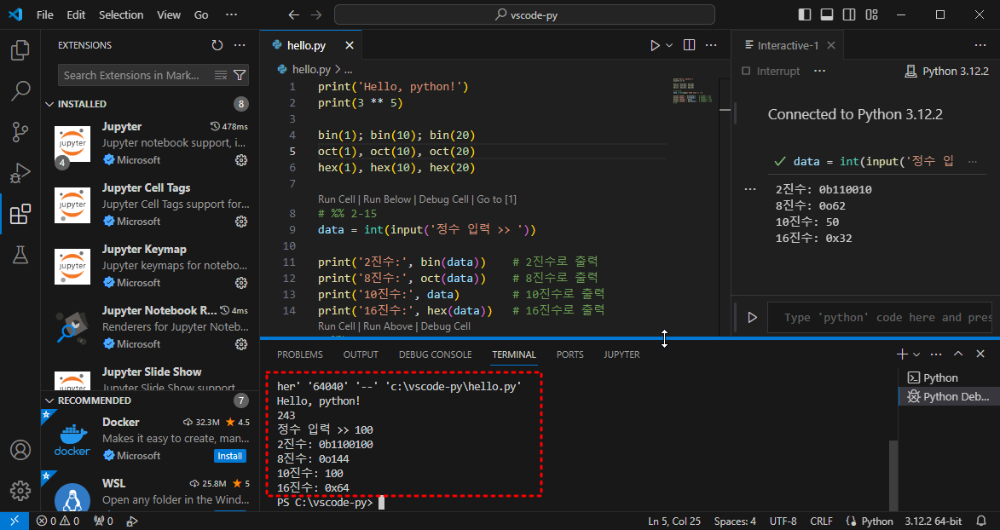 File Edit Selection View Go ···
vscode-py
EXTENSIONS
Search Extensions in Mark...
INSTALLED 8
Jupyter 478ms
Jupyter notebook support, i...
Microsoft
jupyter
4
Jupyter Cell Tags
Jupyter Cell Tags support for...
Microsoft
jupyter
Jupyter Keymap
Jupyter keymaps for notebo...
Microsoft
jupyter
Jupyter Notebook R... 4ms
Renderers for Jupyter Noteb...
Microsoft
Jupyter Slide Show
Jupyter Slide Show support
jupyter
RECOMMENDED 7
Docker 32.3M 4.5
Makes it easy to create, man...
Microsoft Install
docker
WSL 25.8M 5
Open any folder in the Wind...
hello.py
hello.py > ...
1 print('Hello, python!')
2 print(3 ** 5)
3
4 bin(1); bin(10); bin(20)
5 oct(1), oct(10), oct(20)
6 hex(1), hex(10), hex(20)
7
Run Cell | Run Below | Debug Cell | Go to [1]
8 # %% 2-15
9 data = int(input('정수 입력 >> '))
10
11 print('2진수:', bin(data)) # 2진수로 출력
12 print('8진수:', oct(data)) # 8진수로 출력
13 print('10진수:', data) # 10진수로 출력
14 print('16진수:', hex(data)) # 16진수로 출력
Run Cell | Run Above | Debug Cell
Interactive-1
Interrupt ··· Python 3.12.2
Connected to Python 3.12.2
data = int(input('정수 입 ···
2진수: 0b110010
8진수: 0o62
10진수: 50
16진수: 0x32
Type 'python' code here and pres
PROBLEMS OUTPUT DEBUG CONSOLE TERMINAL PORTS JUPYTER
her' '64040' '--' 'c:\vscode-py\hello.py'
Hello, python!
243
정수 입력 >> 100
2진수: 0b1100100
8진수: 0o144
10진수: 100
16진수: 0x64
PS C:\vscode-py>
Python
Python Deb...
0 0 0 Ln 5, Col 25 Spaces: 4 UTF-8 CRLF Python 3.12.2 64-bit